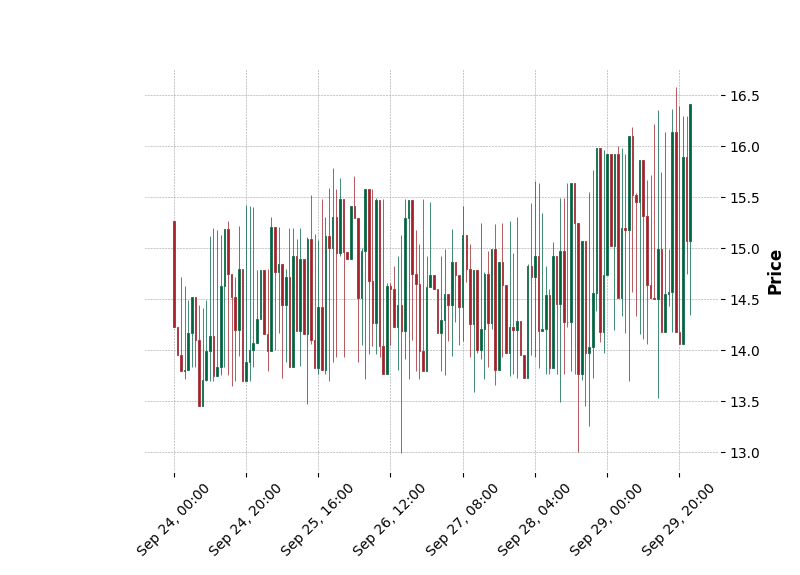 16.5
16.0
15.5
15.0
14.5
14.0
13.5
13.0
Price
Sep 24, 00:00
Sep 24, 20:00
Sep 25, 16:00
Sep 26, 12:00
Sep 27, 08:00
Sep 28, 04:00
Sep 29, 00:00
Sep 29, 20:00